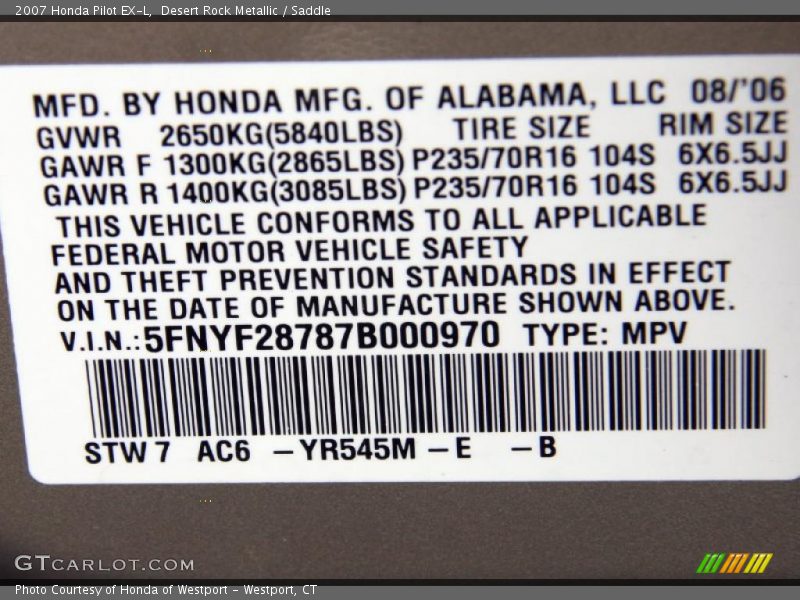 2007 Honda Pilot EX-L, Desert Rock Metallic / Saddle
MFD. BY HONDA MFG. OF ALABAMA, LLC 08/'06
GVWR 2650KG(5840LBS) TIRE SIZE RIM SIZE
GAWR F 1300KG(2865LBS) P235/70R16 104S 6X6.5JJ
GAWR R 1400KG(3085LBS) P235/70R16 104S 6X6.5JJ
THIS VEHICLE CONFORMS TO ALL APPLICABLE
FEDERAL MOTOR VEHICLE SAFETY
AND THEFT PREVENTION STANDARDS IN EFFECT
ON THE DATE OF MANUFACTURE SHOWN ABOVE.
V.I.N.:5FNYF28787B000970 TYPE: MPV
STW7 AC6 –YR545M –E –B
GTCARLOT.COM
Photo Courtesy of Honda of Westport – Westport, CT